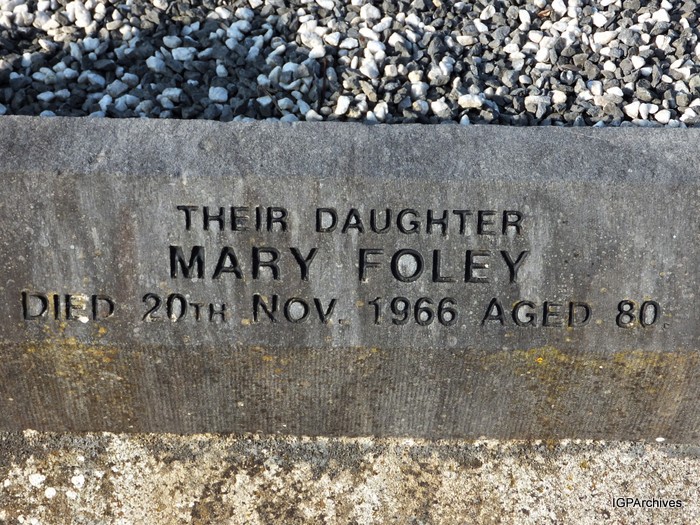 THEIR DAUGHTER
MARY FOLEY
DIED 20TH NOV. 1966 AGED 80.
IGPArchives